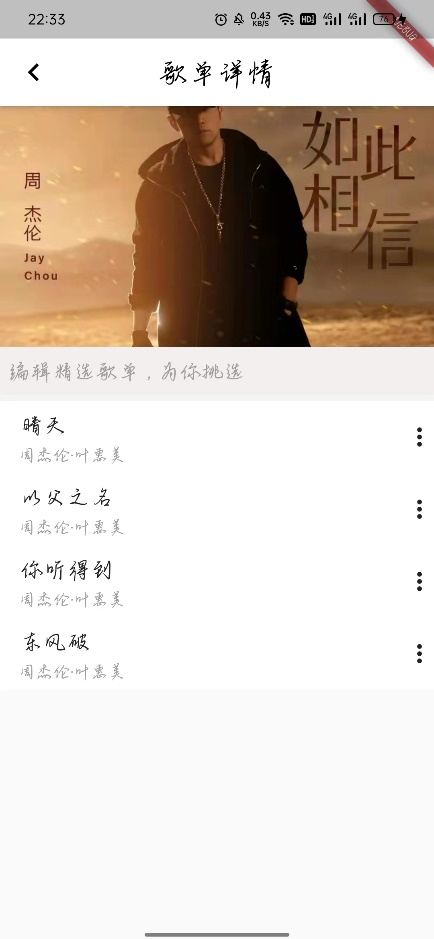 22:33
0.43
KB/S
HD
4G
4G
76
歌单详情
如此
相信
周
杰
伦
Jay
Chou
编辑精选歌单，为你挑选
晴天
周杰伦·叶惠美
以父之名
周杰伦·叶惠美
你听得到
周杰伦·叶惠美
东风破
周杰伦·叶惠美